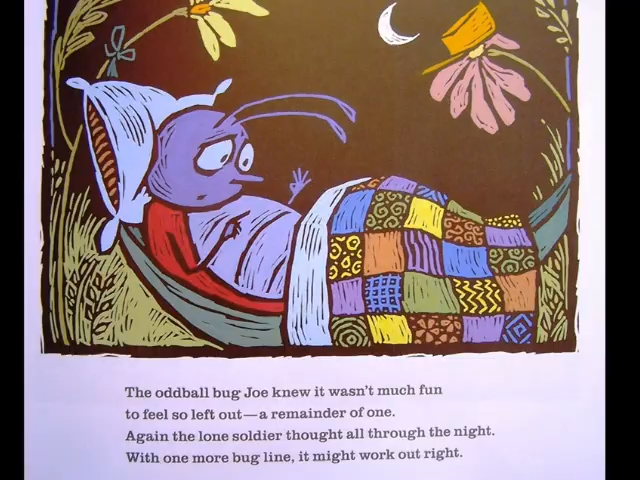 The oddball bug Joe knew it wasn't much fun
to feel so left out—a remainder of one.
Again the lone soldier thought all through the night.
With one more bug line, it might work out right.